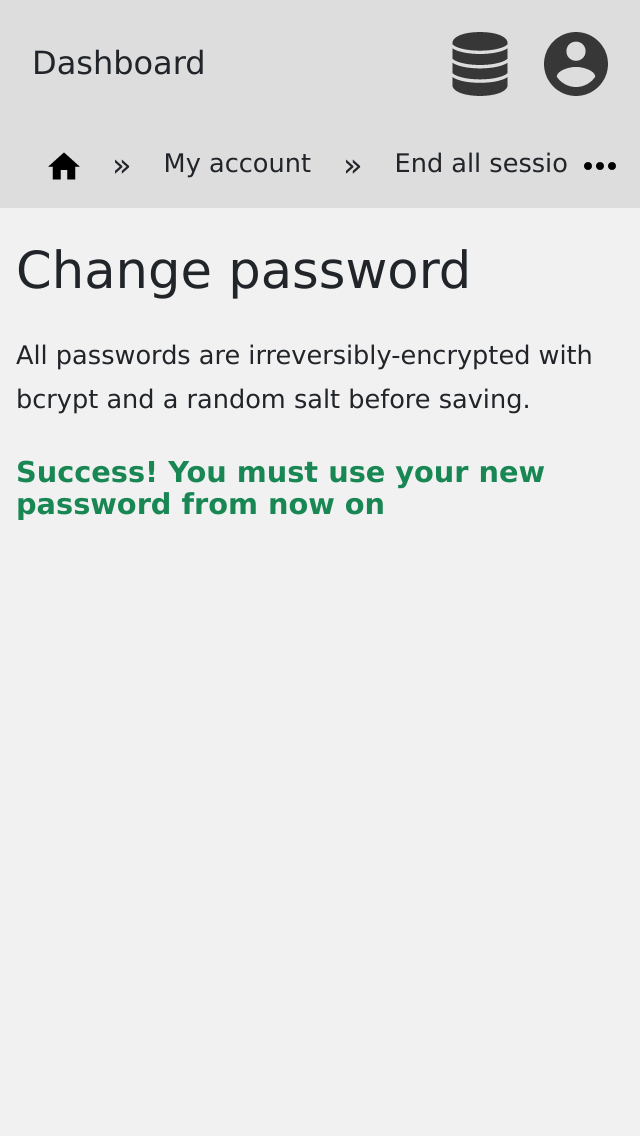 Dashboard
» My account » End all sessio
Change password
All passwords are irreversibly-encrypted with
bcrypt and a random salt before saving.
Success! You must use your new
password from now on